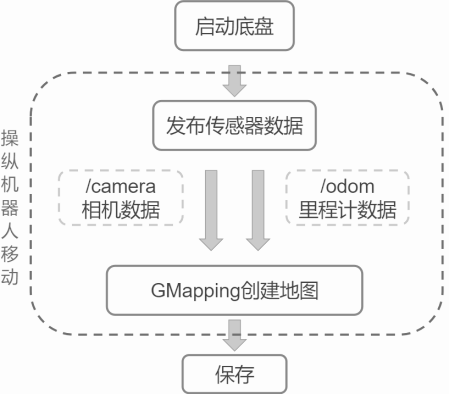 启动底盘
发布传感器数据
/camera
相机数据
/odom
里程计数据
操纵机器人移动
GMapping创建地图
保存